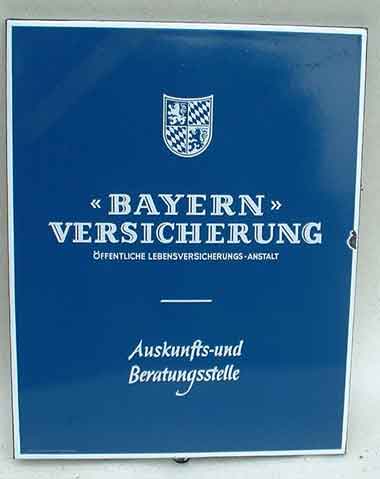 «BAYERN»
VERSICHERUNG
ÖFFENTLICHE LEBENSVERSICHERUNGS-ANSTALT
Auskunfts-und
Beratungsstelle